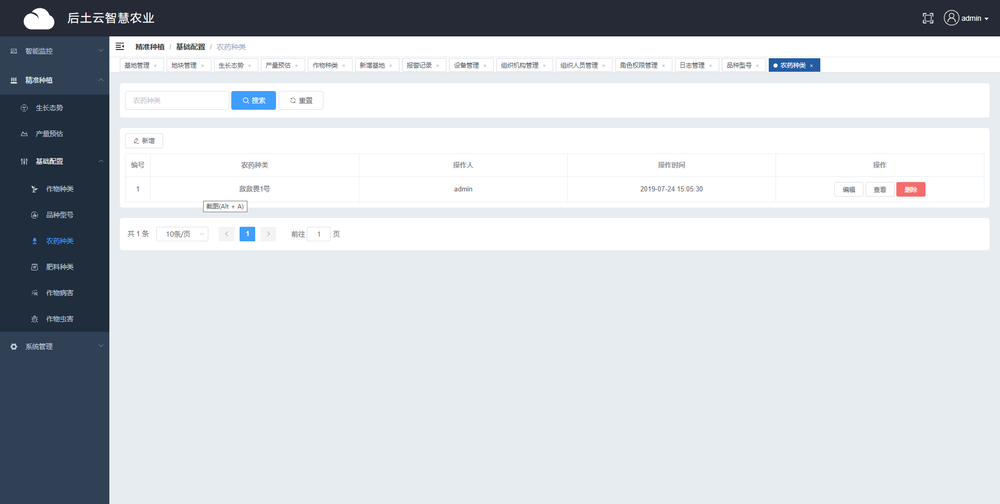 后土云智慧农业
admin
智能监控
精准种植
生长态势
产量预估
基础配置
作物种类
品种型号
农药种类
肥料种类
作物病害
作物虫害
系统管理
精准种植 / 基础配置 / 农药种类
基地管理 × 地块管理 × 生长态势 × 产量预估 × 作物种类 × 新增基地 × 报警记录 × 设备管理 × 组织机构管理 × 组织人员管理 × 角色权限管理 × 日志管理 × 品种型号 × 农药种类 ×
农药种类 搜索 重置
新增
编号 农药种类 操作人 操作时间 操作
1 敌敌畏1号 admin 2019-07-24 15:05:30 编辑 查看 删除
截图(Alt + A)
共 1 条 10条/页 1 前往 1 页